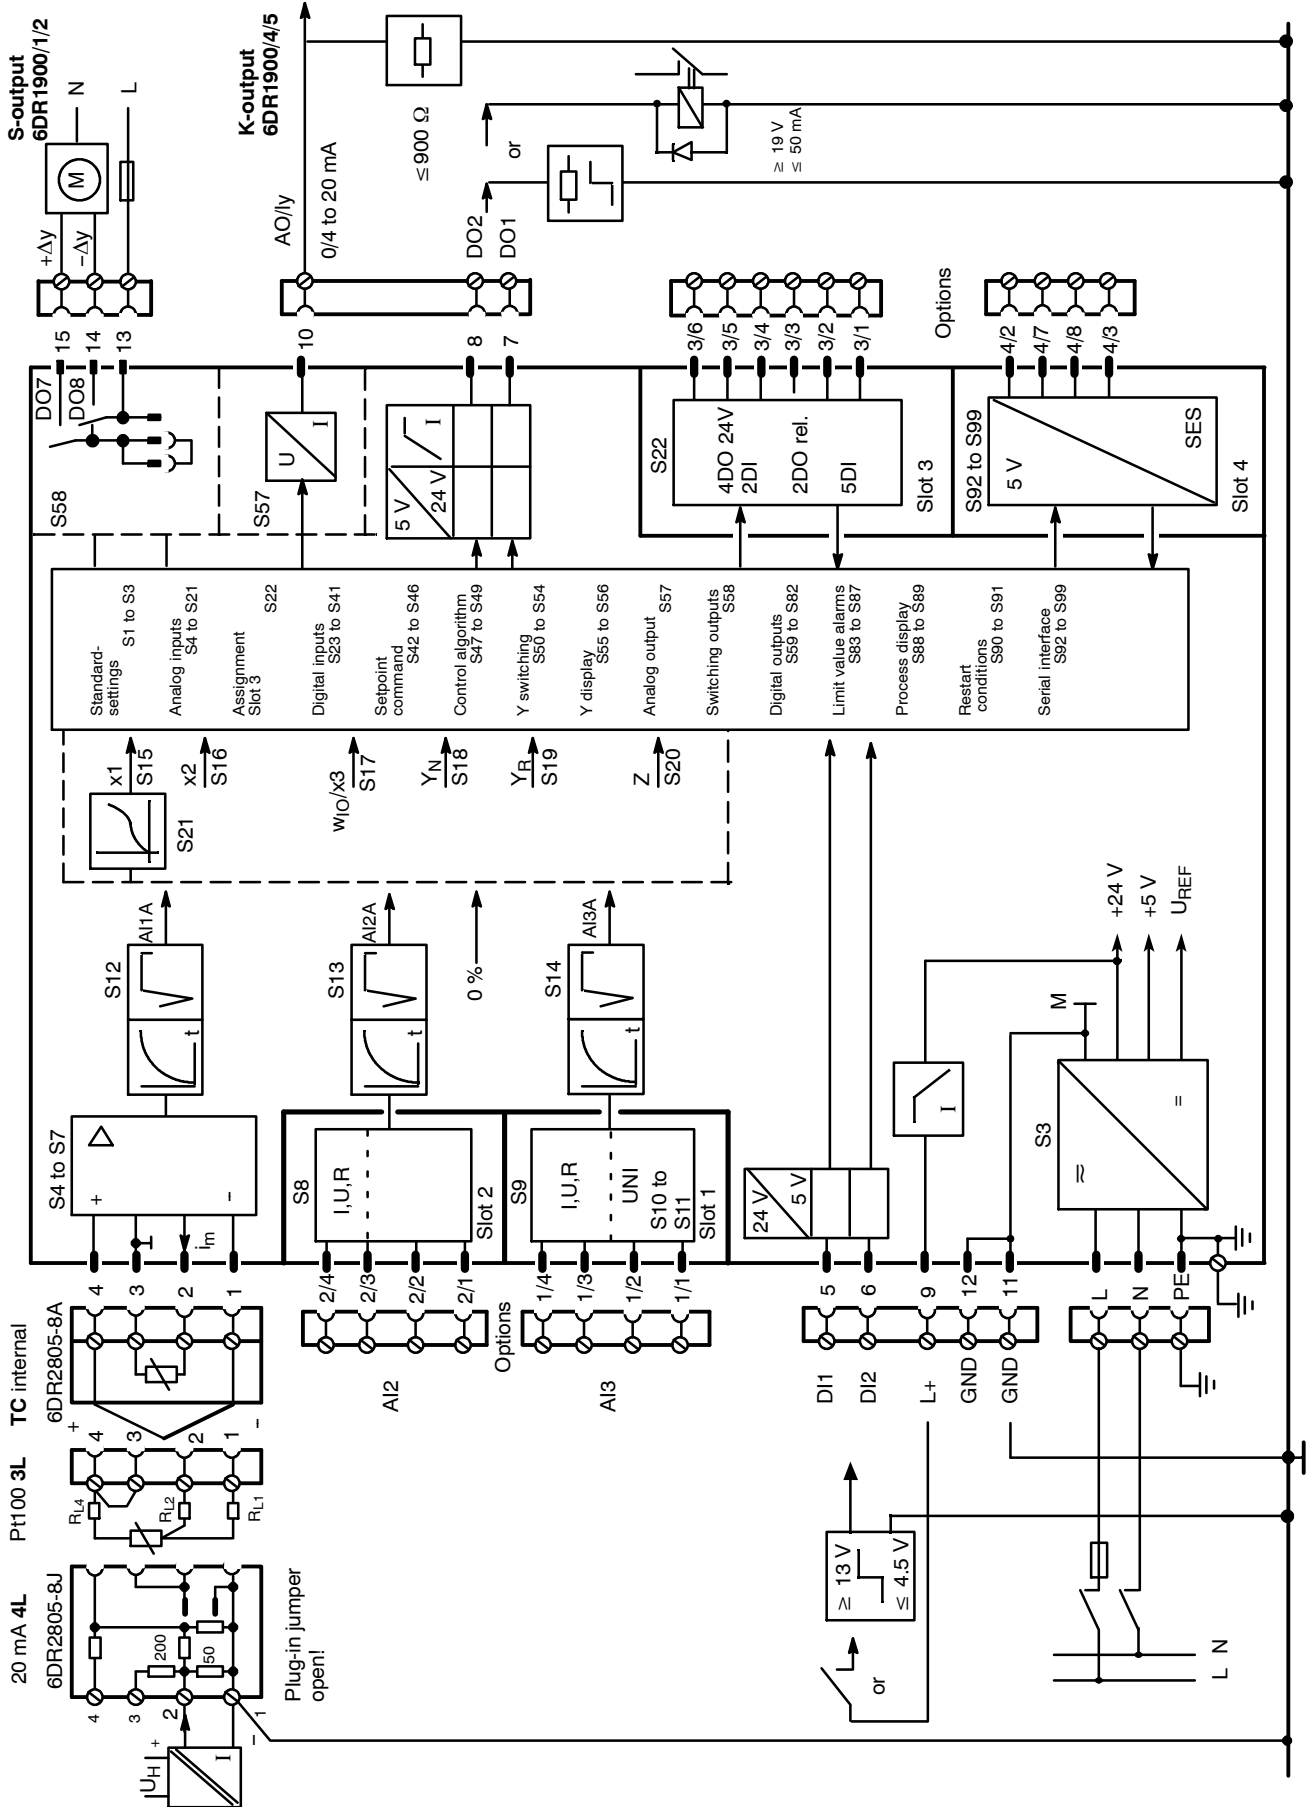 20 mA 4L
6DR2805-8J
Pt100 3L
TC internal
6DR2805-8A
S-output
6DR1900/1/2
K-output
6DR1900/4/5
UH
+
I
−
4
3
2
1
200
50
Plug-in jumper
open!
RL4
RL2
RL1
4
3
2
1
+
−
4
3
2
1
S4 to S7
+
−
im
S12
t
AI1A
S13
t
AI2A
0 %
S14
t
AI3A
AI2
Options
AI3
2/4
2/3
2/2
2/1
S8
I,U,R
Slot 2
1/4
1/3
1/2
1/1
S9
I,U,R
UNI
S10 to
S11
Slot 1
S21
x1
S15
x2
S16
wIO/x3
S17
YN
S18
YR
S19
Z
S20
Standard-
settings
S1 to S3
Analog inputs
S4 to S21
Assignment
Slot 3
S22
Digital inputs
S23 to S41
Setpoint
command
S42 to S46
Control algorithm
S47 to S49
Y switching
S50 to S54
Y display
S55 to S56
Analog output
S57
Switching outputs
S58
Digital outputs
S59 to S82
Limit value alarms
S83 to S87
Process display
S88 to S89
Restart
conditions
S90 to S91
Serial interface
S92 to S99
S58
DO7
DO8
15
14
13
+Δy
−Δy
M
N
L
S57
U
I
10
AO/Iy
0/4 to 20 mA
≤ 900 Ω
5 V
24 V
I
8
7
DO2
DO1
or
≥ 19 V
≤ 50 mA
S22
4DO 24V
2DI
2DO rel.
5DI
Slot 3
3/6
3/5
3/4
3/3
3/2
3/1
Options
S92 to S99
5 V
SES
Slot 4
4/2
4/7
4/8
4/3
DI1
DI2
L+
GND
GND
5
6
9
12
11
24 V
5 V
I
M
S3
≂
=
+24 V
+5 V
UREF
L
N
PE
or
≥ 13 V
≤ 4.5 V
L
N